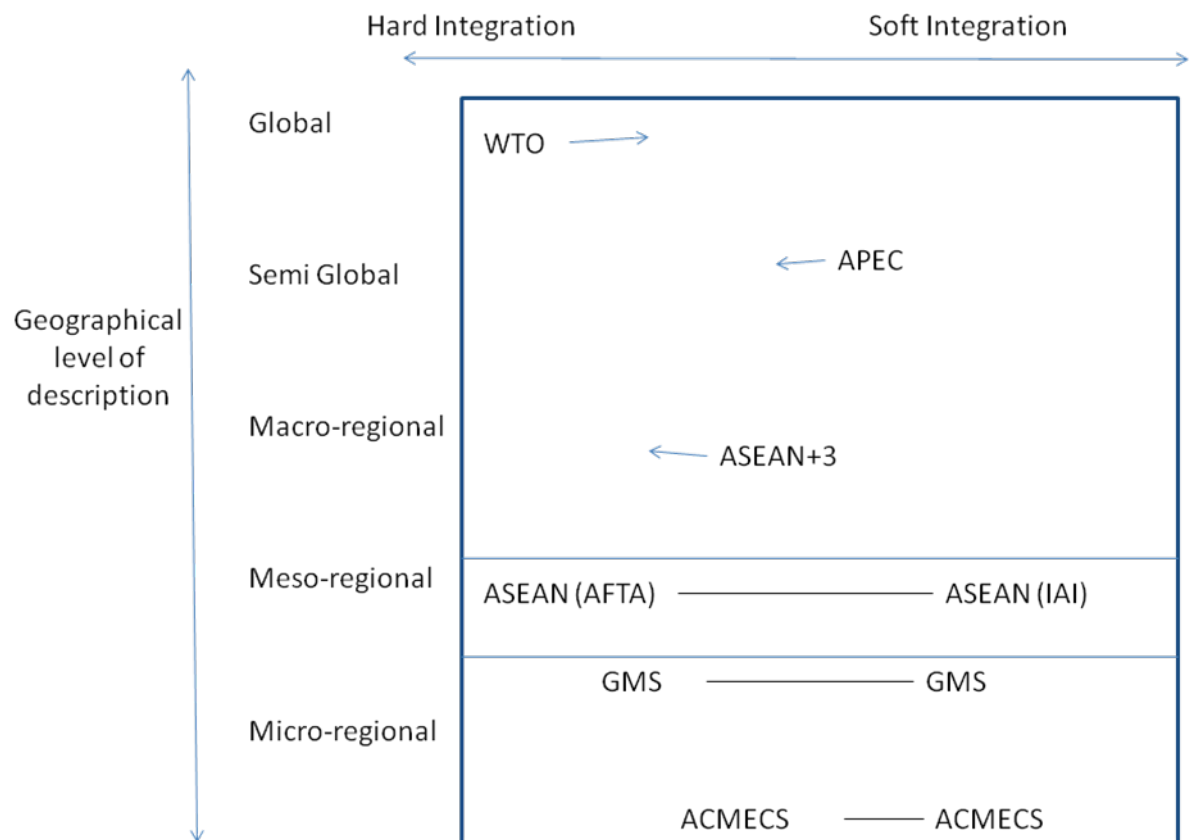 Hard Integration Soft Integration
Global
WTO
Semi Global
APEC
Geographical
level of
description
Macro-regional
ASEAN+3
Meso-regional
ASEAN (AFTA) ASEAN (IAI)
GMS GMS
Micro-regional
ACMECS ACMECS